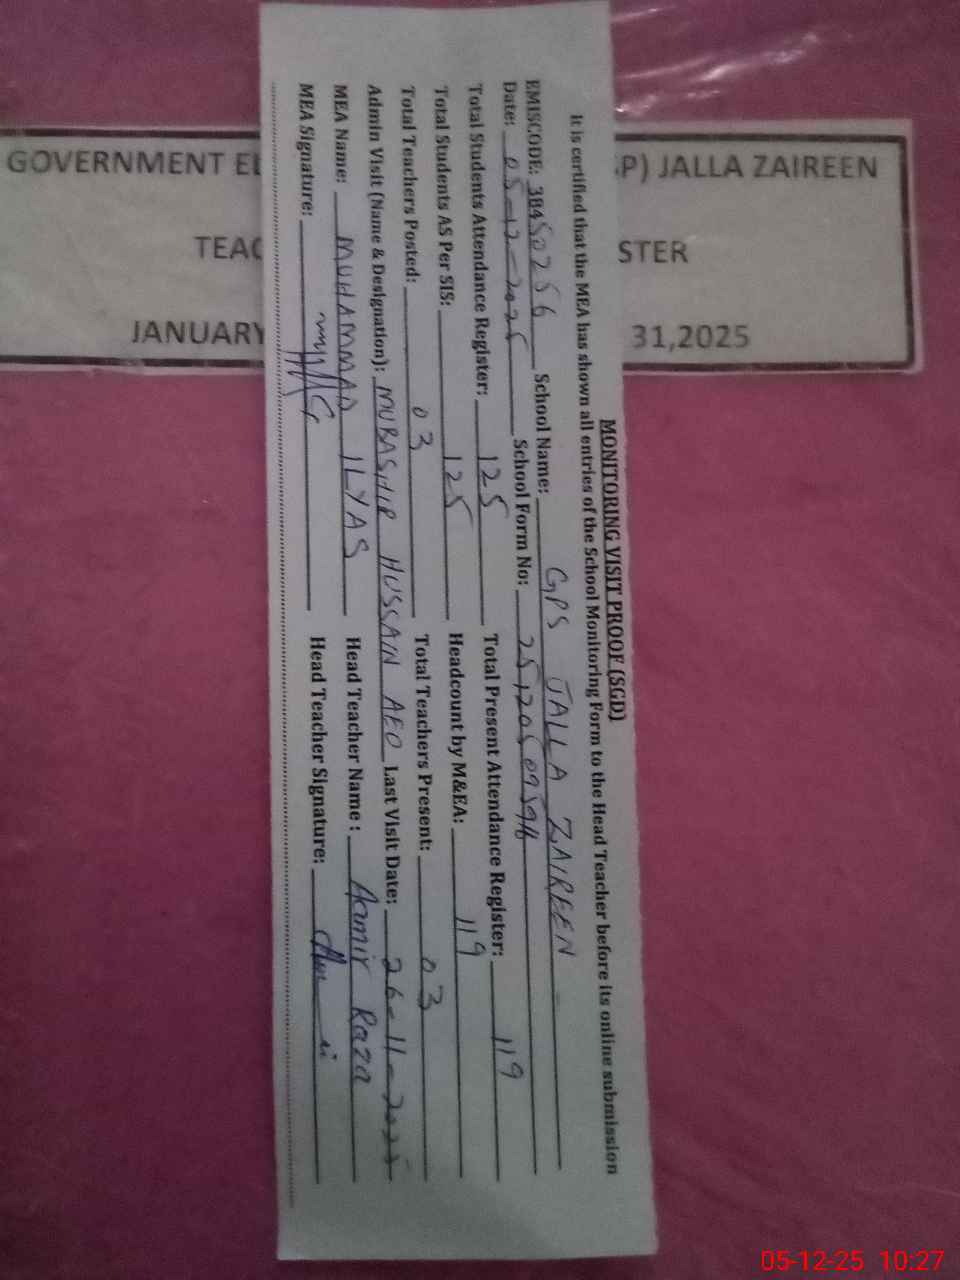 MONITORING VISIT PROOF (SGD)
It is certified that the MEA has shown all entries of the School Monitoring Form to the Head Teacher before its online submission
EMISCODE: 38450256 School Name: GPS JALLA ZAIREEN
Date: 05-12-2025 School Form No:
Total Students Attendance Register: 125 Total Present Attendance Register: 119
Total Students AS Per SIS: 125 Headcount by M&EA: 119
Total Teachers Posted: 03 Total Teachers Present: 03
Admin Visit (Name & Designation): MUBASHIR HUSSAIN AEO Last Visit Date: 26-11-2025
MEA Name: MUHAMMAD ILYAS Head Teacher Name: Aamir Raza
MEA Signature: Head Teacher Signature:
GOVERNMENT EL P) JALLA ZAIREEN
TEAC STER
JANUARY 31,2025
05-12-25 10:27